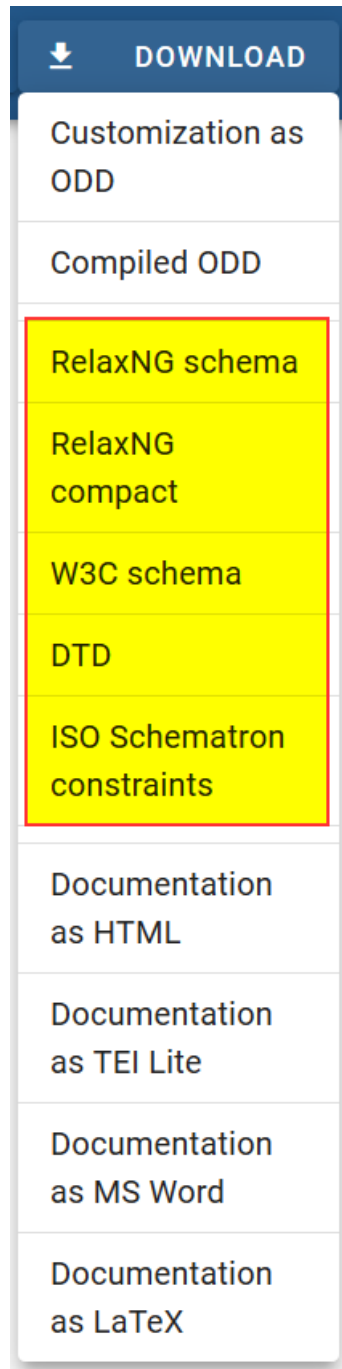 DOWNLOAD
Customization as
ODD
Compiled ODD
RelaxNG schema
RelaxNG
compact
W3C schema
DTD
ISO Schematron
constraints
Documentation
as HTML
Documentation
as TEI Lite
Documentation
as MS Word
Documentation
as LaTeX